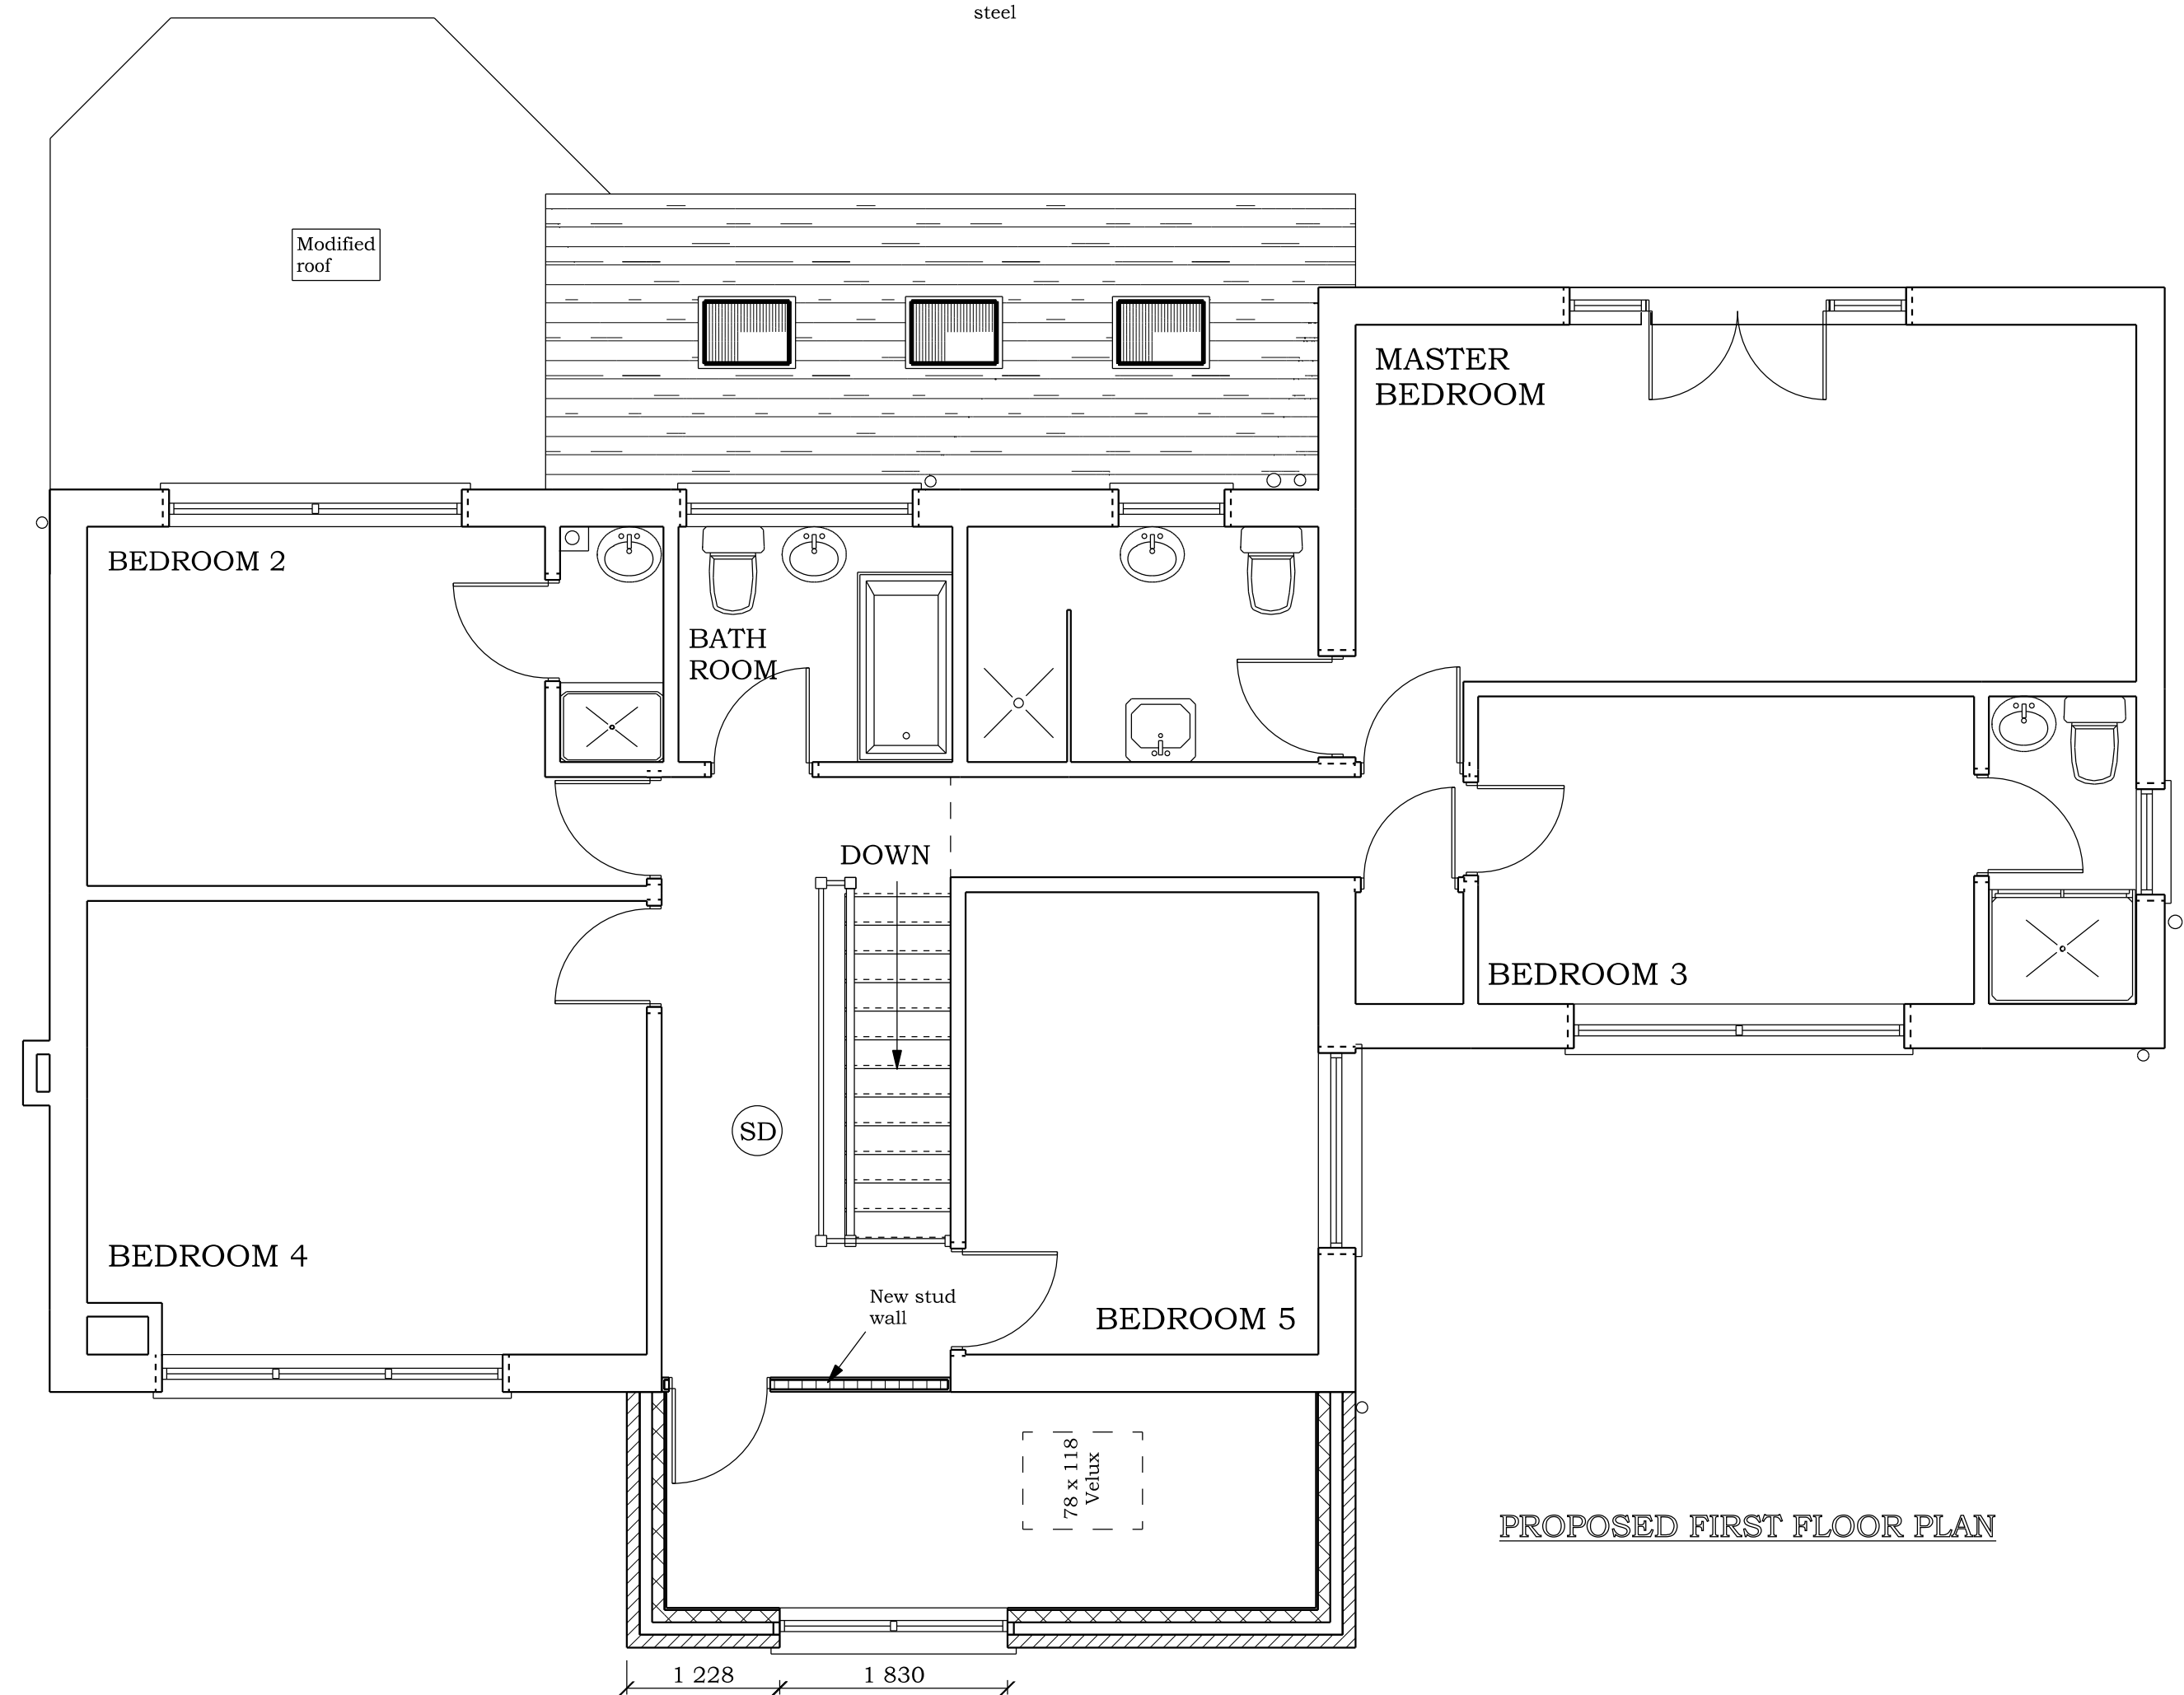 steel
Modified
roof
MASTER
BEDROOM
BEDROOM 2
BATH
ROOM
DOWN
BEDROOM 3
SD
BEDROOM 4
New stud
wall
BEDROOM 5
78 x 118
Velux
PROPOSED FIRST FLOOR PLAN
1 228
1 830